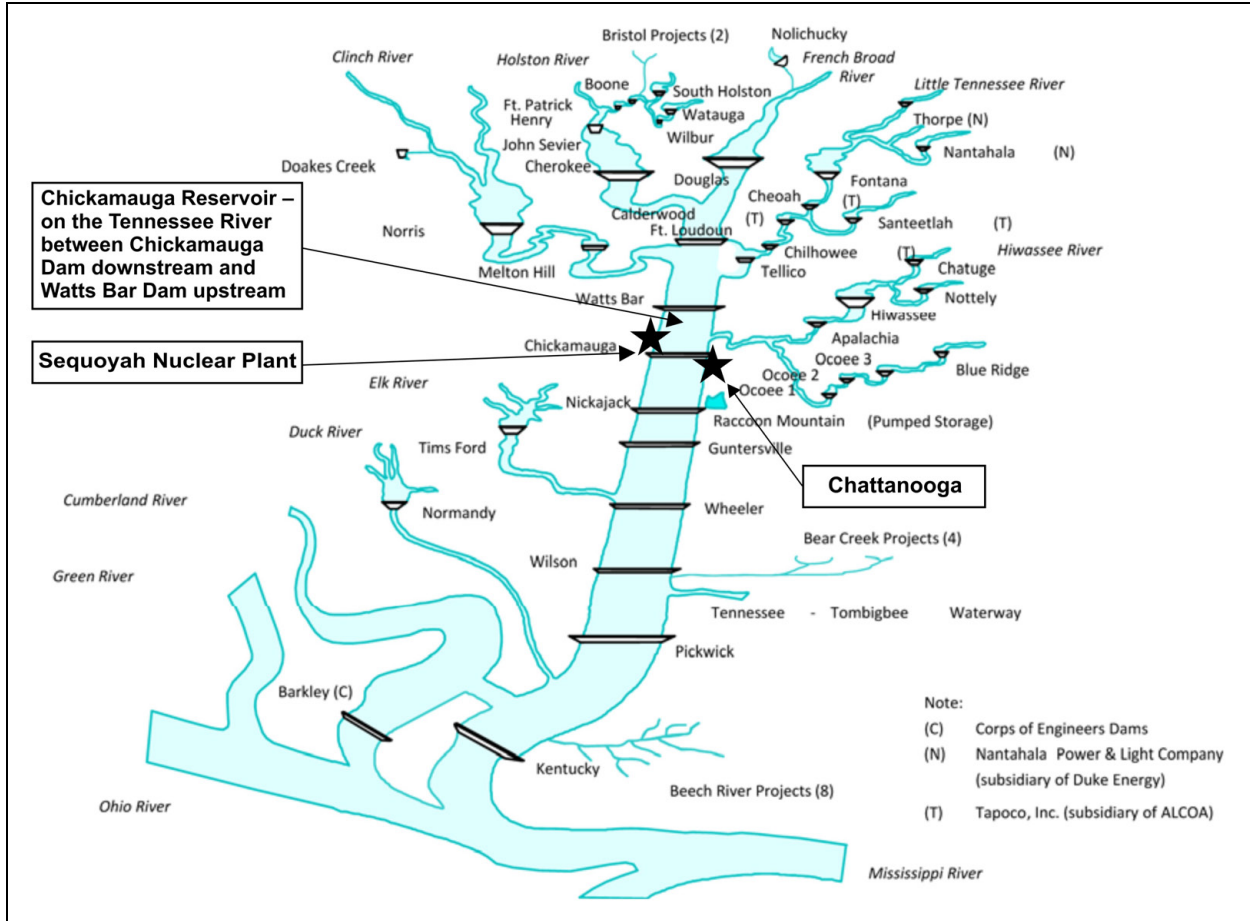 Bristol Projects (2)
Nolichucky
Clinch River
Holston River
French Broad
River
Boone
South Holston
Little Tennessee River
Ft. Patrick
Henry
Watauga
Thorpe (N)
Wilbur
John Sevier
Nantahala (N)
Doakes Creek
Cherokee
Douglas
Fontana
Cheoah
(T)
Chickamauga Reservoir –
on the Tennessee River
between Chickamauga
Dam downstream and
Watts Bar Dam upstream
Calderwood
(T)
Santeetlah (T)
Norris
Ft. Loudoun
Chilhowee
(T)
Hiwassee River
Melton Hill
Tellico
Chatuge
Nottely
Watts Bar
Hiwassee
Sequoyah Nuclear Plant
Chickamauga
Apalachia
Ocoee 3
Blue Ridge
Ocoee 2
Ocoee 1
Elk River
Nickajack
Raccoon Mountain (Pumped Storage)
Duck River
Tims Ford
Guntersville
Chattanooga
Cumberland River
Normandy
Wheeler
Bear Creek Projects (4)
Green River
Wilson
Tennessee - Tombigbee Waterway
Pickwick
Barkley (C)
Note:
(C) Corps of Engineers Dams
(N) Nantahala Power & Light Company
(subsidiary of Duke Energy)
(T) Tapoco, Inc. (subsidiary of ALCOA)
Kentucky
Beech River Projects (8)
Ohio River
Mississippi River